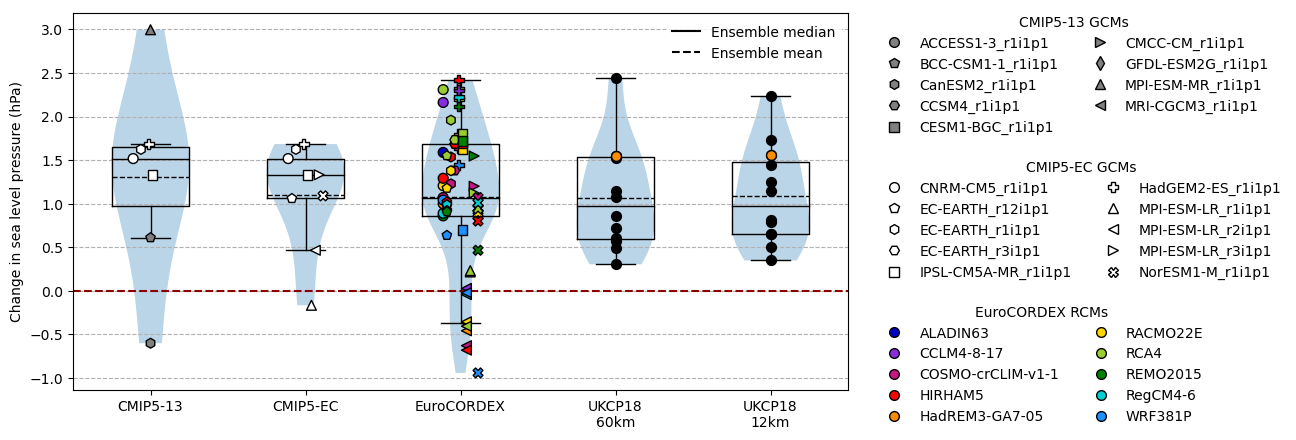 Change in sea level pressure (hPa)
3.0
2.5
2.0
1.5
1.0
0.5
0.0
−0.5
−1.0
Ensemble median
Ensemble mean
CMIP5-13
CMIP5-EC
EuroCORDEX
UKCP18
60km
UKCP18
12km
CMIP5-13 GCMs
ACCESS1-3_r1i1p1
BCC-CSM1-1_r1i1p1
CanESM2_r1i1p1
CCSM4_r1i1p1
CESM1-BGC_r1i1p1
CMCC-CM_r1i1p1
GFDL-ESM2G_r1i1p1
MPI-ESM-MR_r1i1p1
MRI-CGCM3_r1i1p1
CMIP5-EC GCMs
CNRM-CM5_r1i1p1
EC-EARTH_r12i1p1
EC-EARTH_r1i1p1
EC-EARTH_r3i1p1
IPSL-CM5A-MR_r1i1p1
HadGEM2-ES_r1i1p1
MPI-ESM-LR_r1i1p1
MPI-ESM-LR_r2i1p1
MPI-ESM-LR_r3i1p1
NorESM1-M_r1i1p1
EuroCORDEX RCMs
ALADIN63
CCLM4-8-17
COSMO-crCLIM-v1-1
HIRHAM5
HadREM3-GA7-05
RACMO22E
RCA4
REMO2015
RegCM4-6
WRF381P